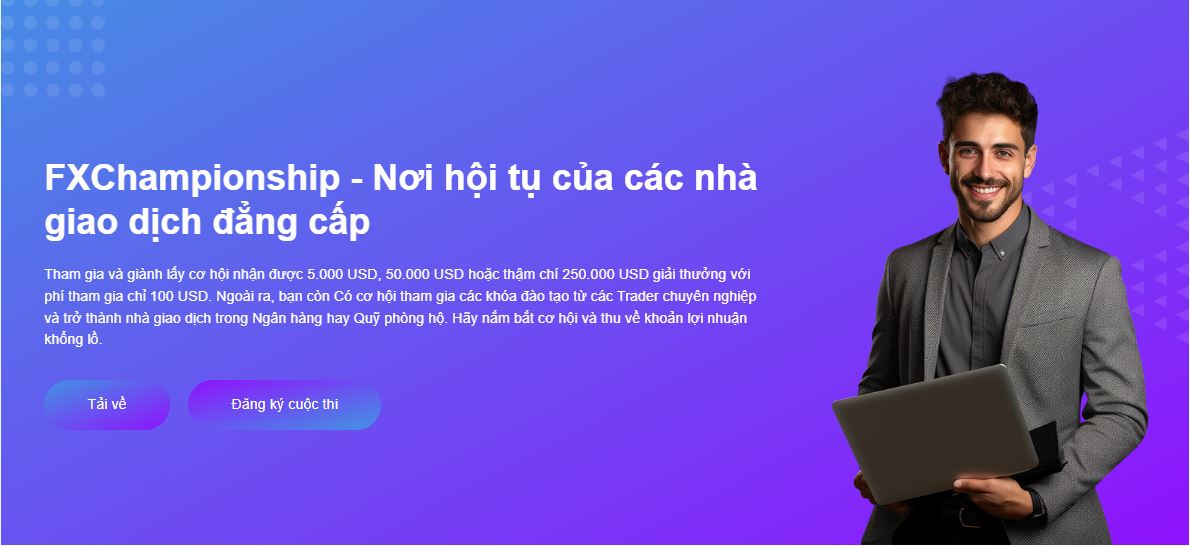 FXChampionship - Nơi hội tụ của các nhà
giao dịch đẳng cấp
Tham gia và giành lấy cơ hội nhận được 5.000 USD, 50.000 USD hoặc thậm chí 250.000 USD giải thưởng với
phí tham gia chỉ 100 USD. Ngoài ra, bạn còn Có cơ hội tham gia các khóa đào tạo từ các Trader chuyên nghiệp
và trở thành nhà giao dịch trong Ngân hàng hay Quỹ phòng hộ. Hãy nắm bắt cơ hội và thu về khoản lợi nhuận
khổng lồ.
Tải về
Đăng ký cuộc thi